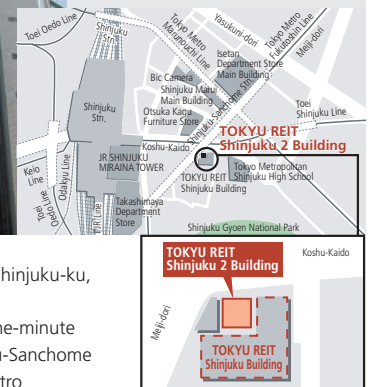 Toei Oedo Line
Shinjuku
Stn.
Tokyo Metro
Marunouchi Line
Yasukuni-dori
Tokyo Metro
Fukutoshin Line
Meiji-dori
Isetan
Department Store
Main Building
Bic Camera
Shinjuku Marui
Main Building
Otsuka Kagu
Furniture Store
Shinjuku
Stn.
Shinjuku-Sanchome Stn.
Toei
Shinjuku Line
TOKYU REIT
Shinjuku 2 Building
Koshu-Kaido
JR SHINJUKU
MIRAINA TOWER
TOKYU REIT
Shinjuku Building
Tokyo Metropolitan
Shinjuku High School
Keio
Line
Odakyu Line
Toei
Oedo Line
JR Line
Takashimaya
Department
Store
Shinjuku Gyoen National Park
hinjuku-ku,
ne-minute
u-Sanchome
tro
TOKYU REIT
Shinjuku 2 Building
Koshu-Kaido
Meiji-dori
TOKYU REIT
Shinjuku Building